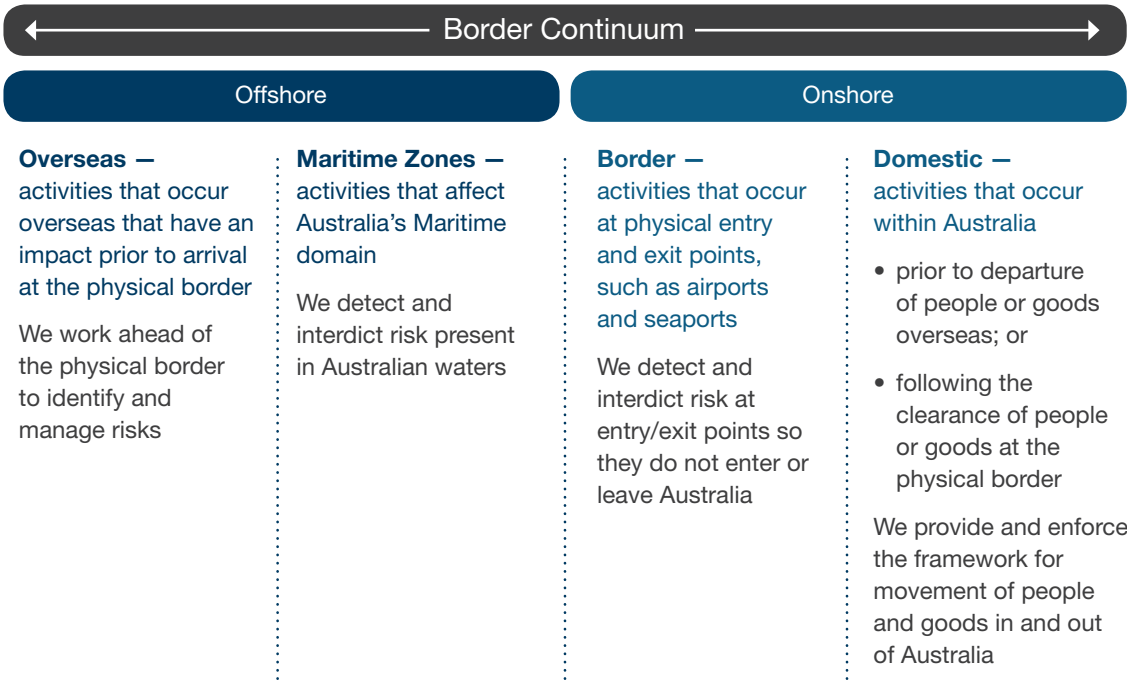 Border Continuum
Offshore
Onshore
Overseas —
activities that occur
overseas that have an
impact prior to arrival
at the physical border
We work ahead of
the physical border
to identify and
manage risks
Maritime Zones —
activities that affect
Australia’s Maritime
domain
We detect and
interdict risk present
in Australian waters
Border —
activities that occur
at physical entry
and exit points,
such as airports
and seaports
We detect and
interdict risk at
entry/exit points so
they do not enter or
leave Australia
Domestic —
activities that occur
within Australia
• prior to departure
of people or goods
overseas; or
• following the
clearance of people
or goods at the
physical border
We provide and enforce
the framework for
movement of people
and goods in and out
of Australia